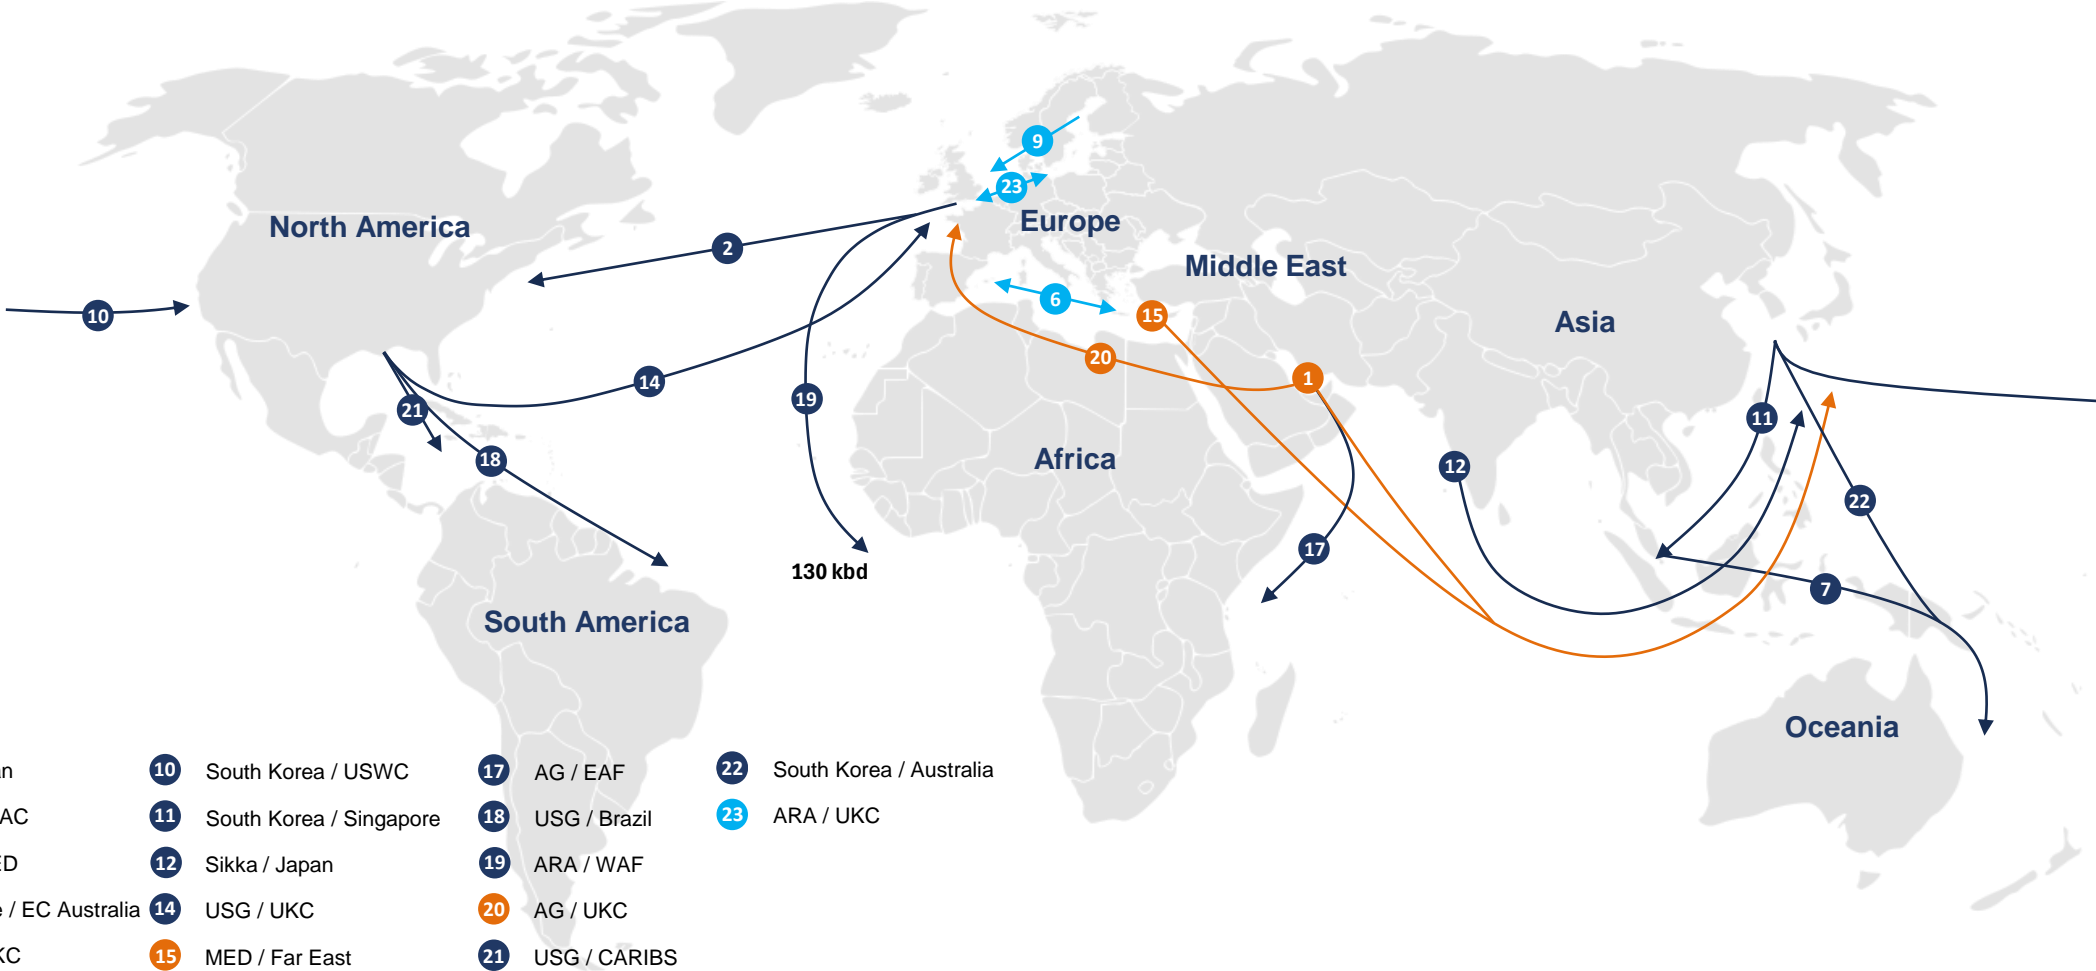 9
23
North America
Europe
2
Middle East
6
10
15
Asia
20
1
14
19
21
11
18
Africa
12
22
17
130 kbd
7
South America
Oceania
10 South Korea / USWC
11 South Korea / Singapore
12 Sikka / Japan
/ EC Australia
14 USG / UKC
15 MED / Far East
17 AG / EAF
18 USG / Brazil
19 ARA / WAF
20 AG / UKC
21 USG / CARIBS
22 South Korea / Australia
23 ARA / UKC